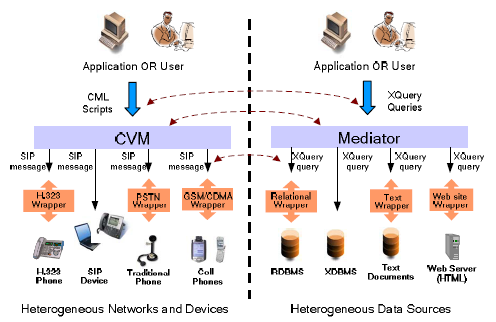 Application OR User
Application OR User
CML
Scripts
XQuery
Queries
CVM
Mediator
SIP
message
SIP
message
SIP
message
SIP
message
XQuery
query
XQuery
query
XQuery
query
XQuery
query
H.323
Wrapper
PSTN
Wrapper
GSM/CDMA
Wrapper
Relational
Wrapper
Text
Wrapper
Web site
Wrapper
H.323
Phone
SIP
Device
Traditional
Phone
Cell
Phones
RDBMS
XDBMS
Text
Documents
Web Server
(HTML)
Heterogeneous Networks and Devices
Heterogeneous Data Sources